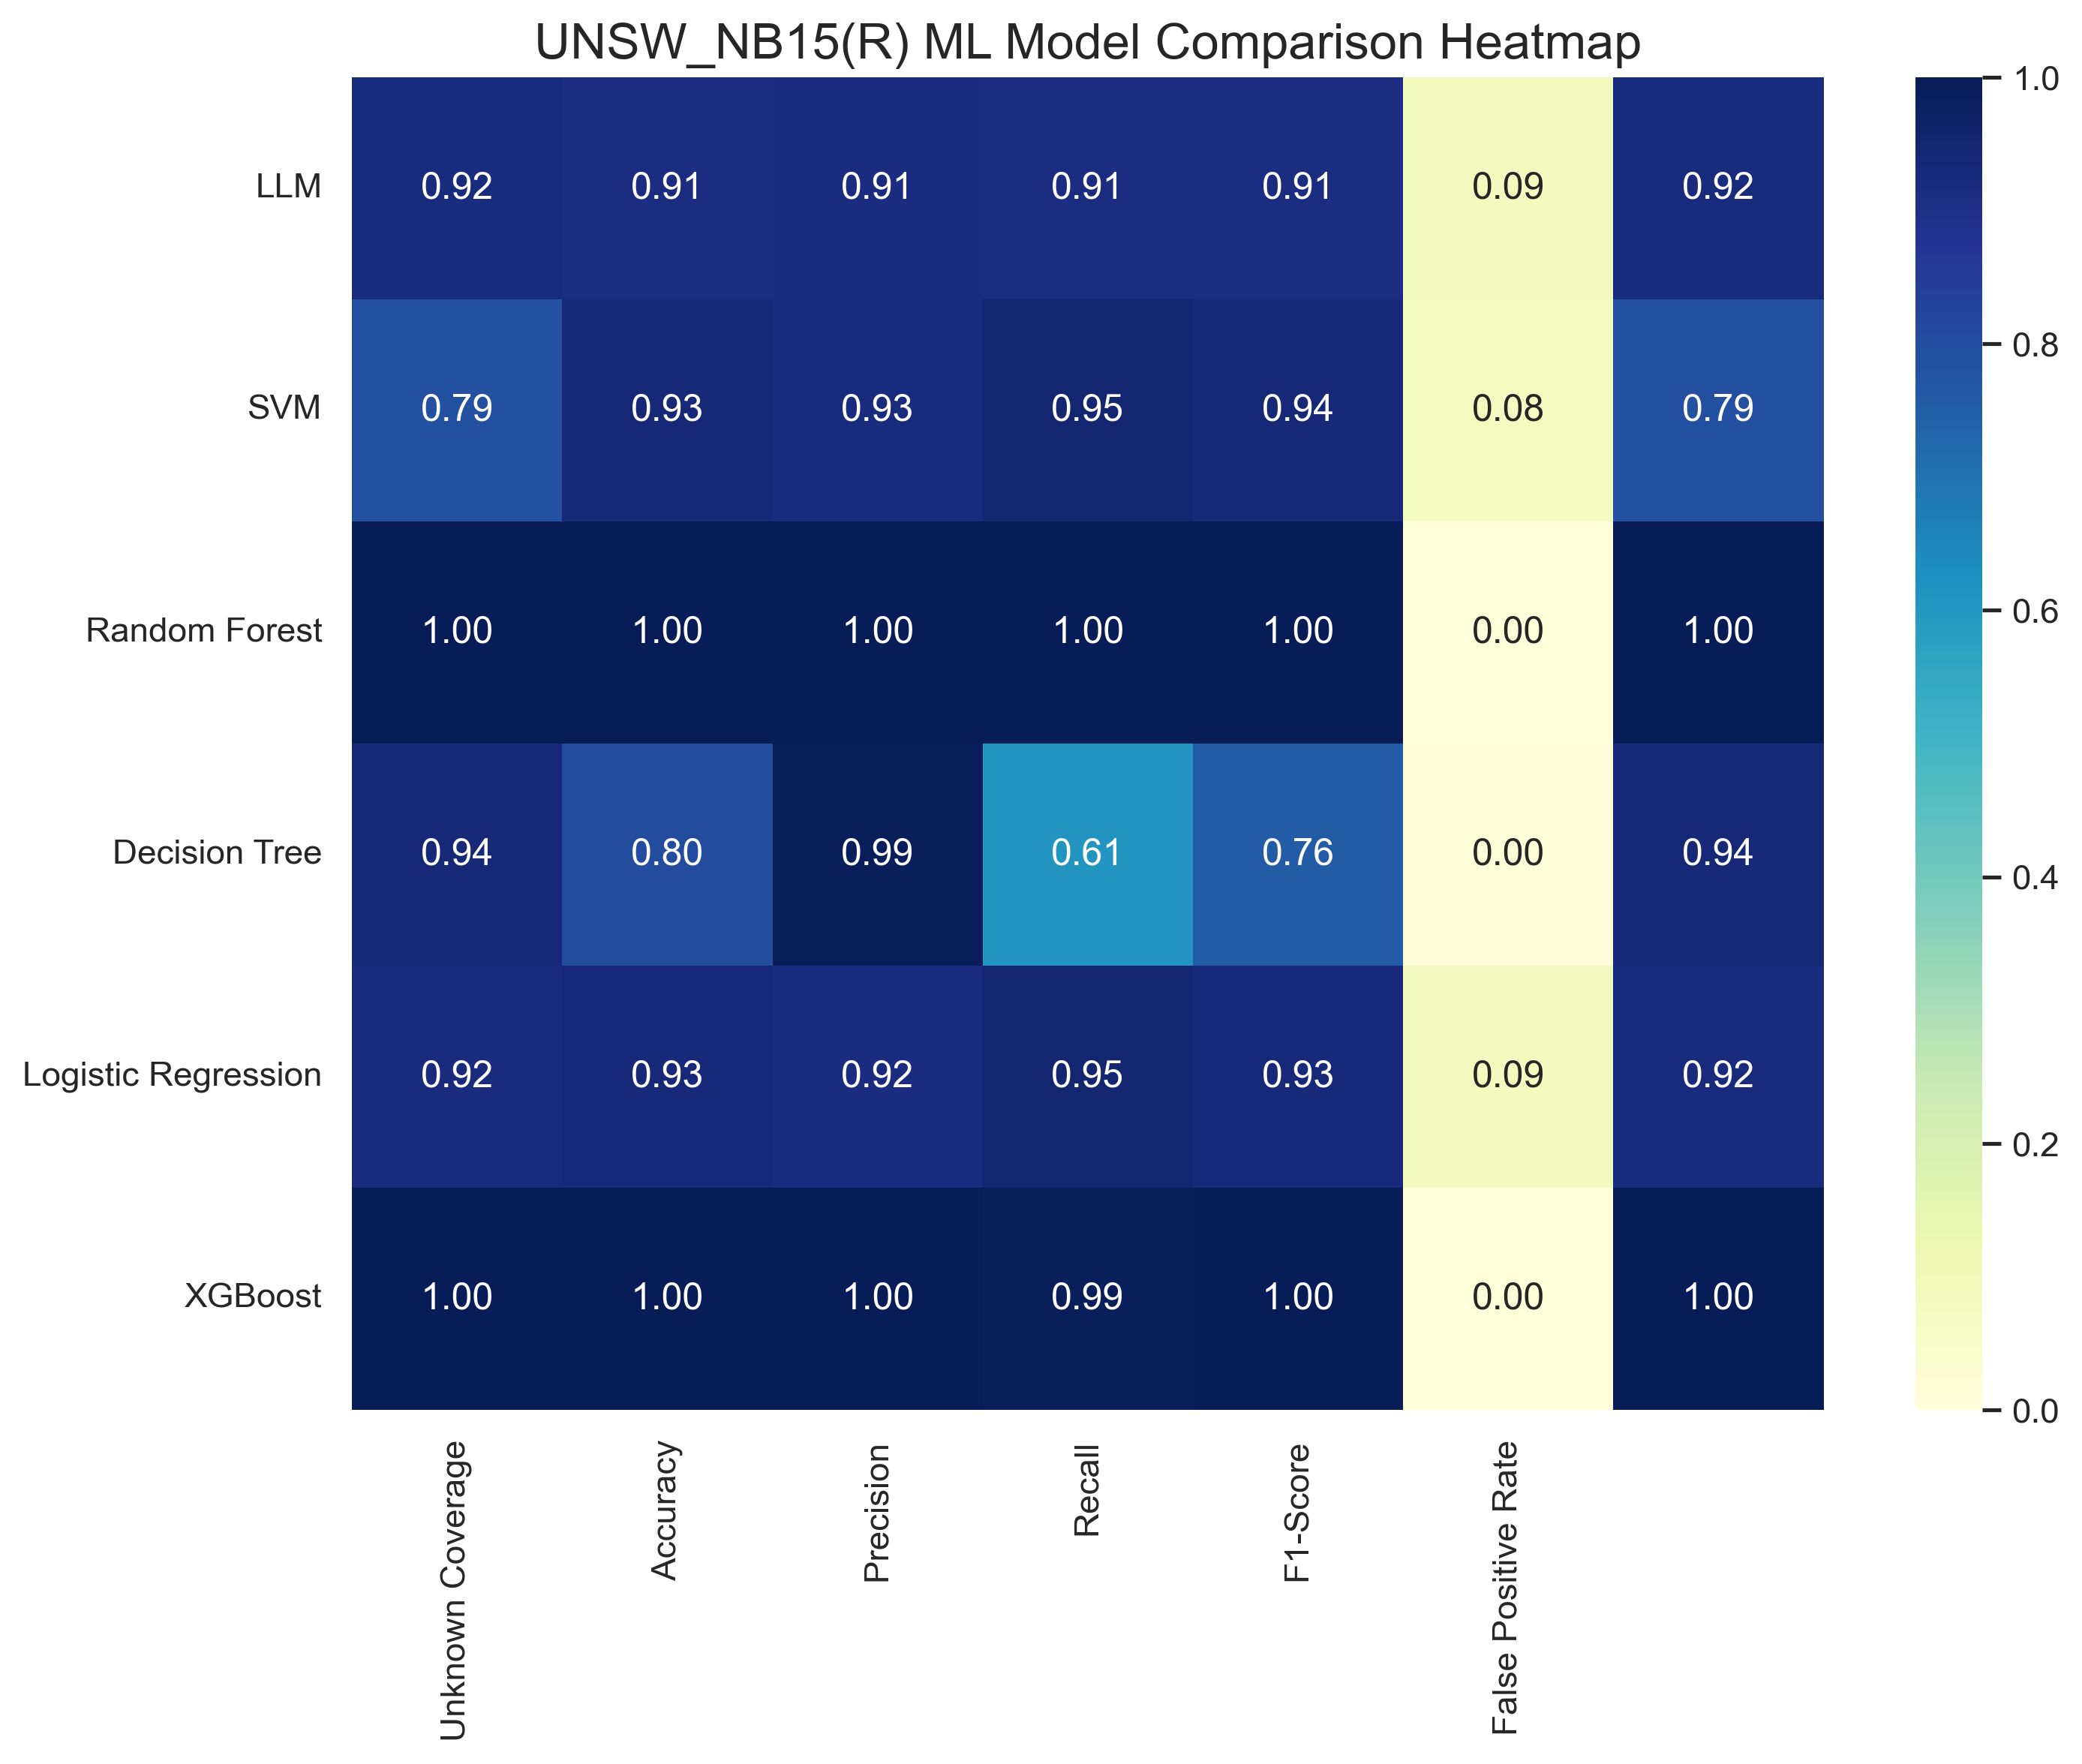 UNSW_NB15(R) ML Model Comparison Heatmap
LLM 0.92 0.91 0.91 0.91 0.91 0.09 0.92
SVM 0.79 0.93 0.93 0.95 0.94 0.08 0.79
Random Forest 1.00 1.00 1.00 1.00 1.00 0.00 1.00
Decision Tree 0.94 0.80 0.99 0.61 0.76 0.00 0.94
Logistic Regression 0.92 0.93 0.92 0.95 0.93 0.09 0.92
XGBoost 1.00 1.00 1.00 0.99 1.00 0.00 1.00
Unknown Coverage
Accuracy
Precision
Recall
F1-Score
False Positive Rate
1.0
0.8
0.6
0.4
0.2
0.0